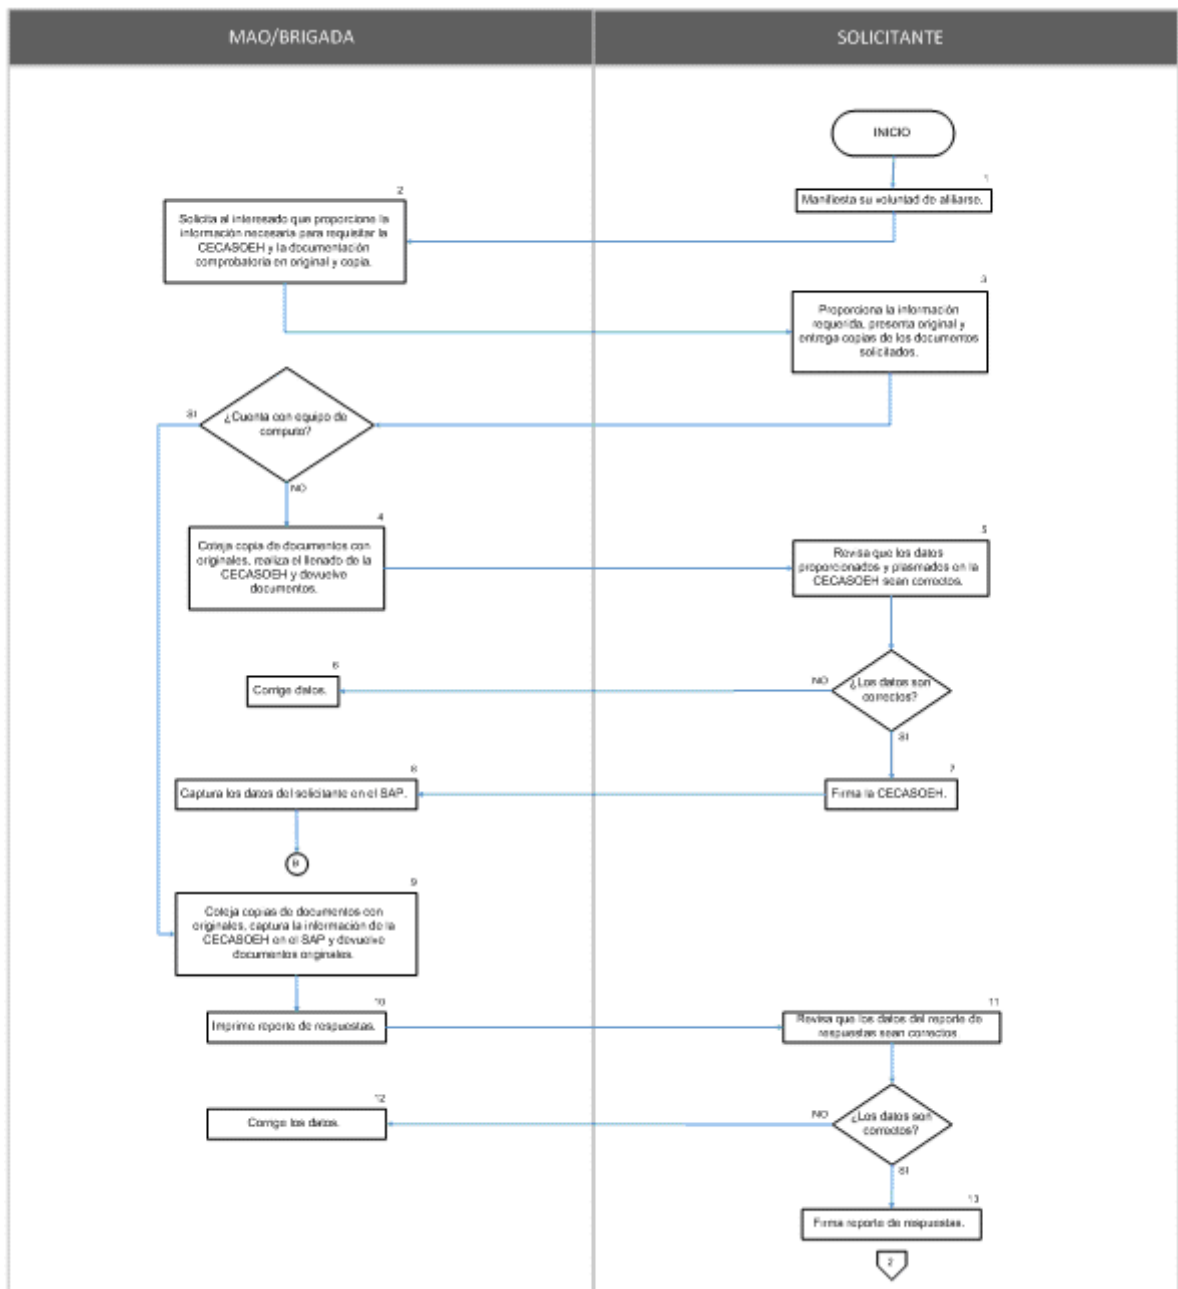 MAO/BRIGADA
SOLICITANTE
INICIO
1
Manifiesta su voluntad de afiliarse.
2
Solicita al interesado que proporcione la
información necesaria para requisitar la
CECASOEH y la documentación
comprobatoria en original y copia.
3
Proporciona la información
requerida, presenta original y
entrega copias de los documentos
solicitados.
¿Cuenta con equipo de
computo?
SI
NO
4
Coteja copia de documentos con
originales, realiza el llenado de la
CECASOEH y devuelve
documentos.
5
Revisa que los datos
proporcionados y plasmados en la
CECASOEH sean correctos.
¿Los datos son
correctos?
NO
SI
6
Corrige datos.
7
Firma la CECASOEH.
8
Captura los datos del solicitante en el SAP.
B
9
Coteja copias de documentos con
originales, captura la información de la
CECASOEH en el SAP y devuelve
documentos originales.
10
Imprime reporte de respuestas.
11
Revisa que los datos del reporte de
respuestas sean correctos.
¿Los datos son
correctos?
NO
SI
12
Corrige los datos.
13
Firma reporte de respuestas.
2